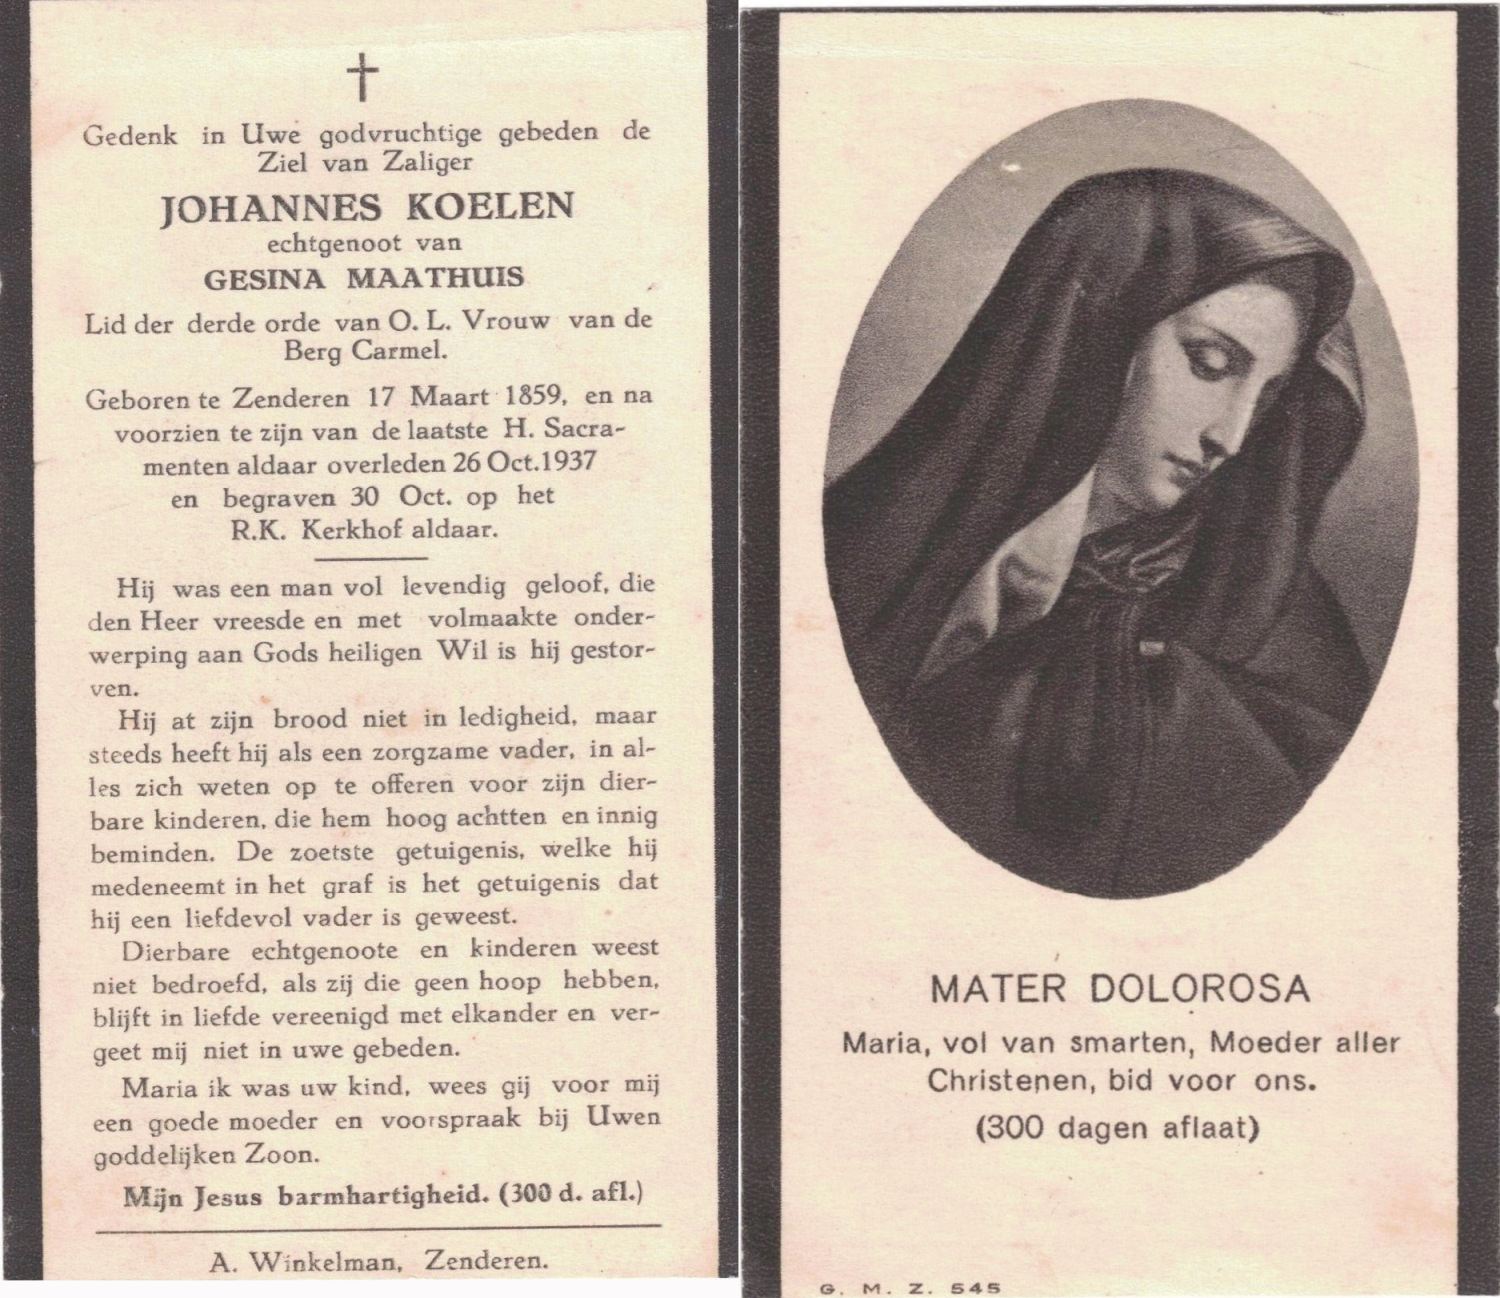 Gedenk in Uwe godvruchtige gebeden de
Ziel van Zaliger
JOHANNES KOELEN
echtgenoot van
GESINA MAATHUIS
Lid der derde orde van O. L. Vrouw van de
Berg Carmel.
Geboren te Zenderen 17 Maart 1859, en na
voorzien te zijn van de laatste H. Sacra-
menten aldaar overleden 26 Oct. 1937
en begraven 30 Oct. op het
R.K. Kerkhof aldaar.
Hij was een man vol levendig geloof, die
den Heer vreesde en met volmaakte onder-
werping aan Gods heiligen Wil is hij gestor-
ven.
Hij at zijn brood niet in ledigheid, maar
steeds heeft hij als een zorgzame vader, in al-
les zich weten op te offeren voor zijn dier-
bare kinderen, die hem hoog achtten en innig
beminden. De zoetste getuigenis, welke hij
medeneemt in het graf is het getuigenis dat
hij een liefdevol vader is geweest.
Dierbare echtgenoote en kinderen weest
niet bedroefd, als zij die geen hoop hebben,
blijft in liefde vereenigd met elkander en ver-
geet mij niet in uwe gebeden.
Maria ik was uw kind, wees gij voor mij
een goede moeder en voorspraak bij Uwen
goddelijken Zoon.
Mijn Jesus barmhartigheid. (300 d. afl.)
A. Winkelman, Zenderen.
MATER DOLOROSA
Maria, vol van smarten, Moeder aller
Christenen, bid voor ons.
(300 dagen aflaat)
G. M. Z. 545